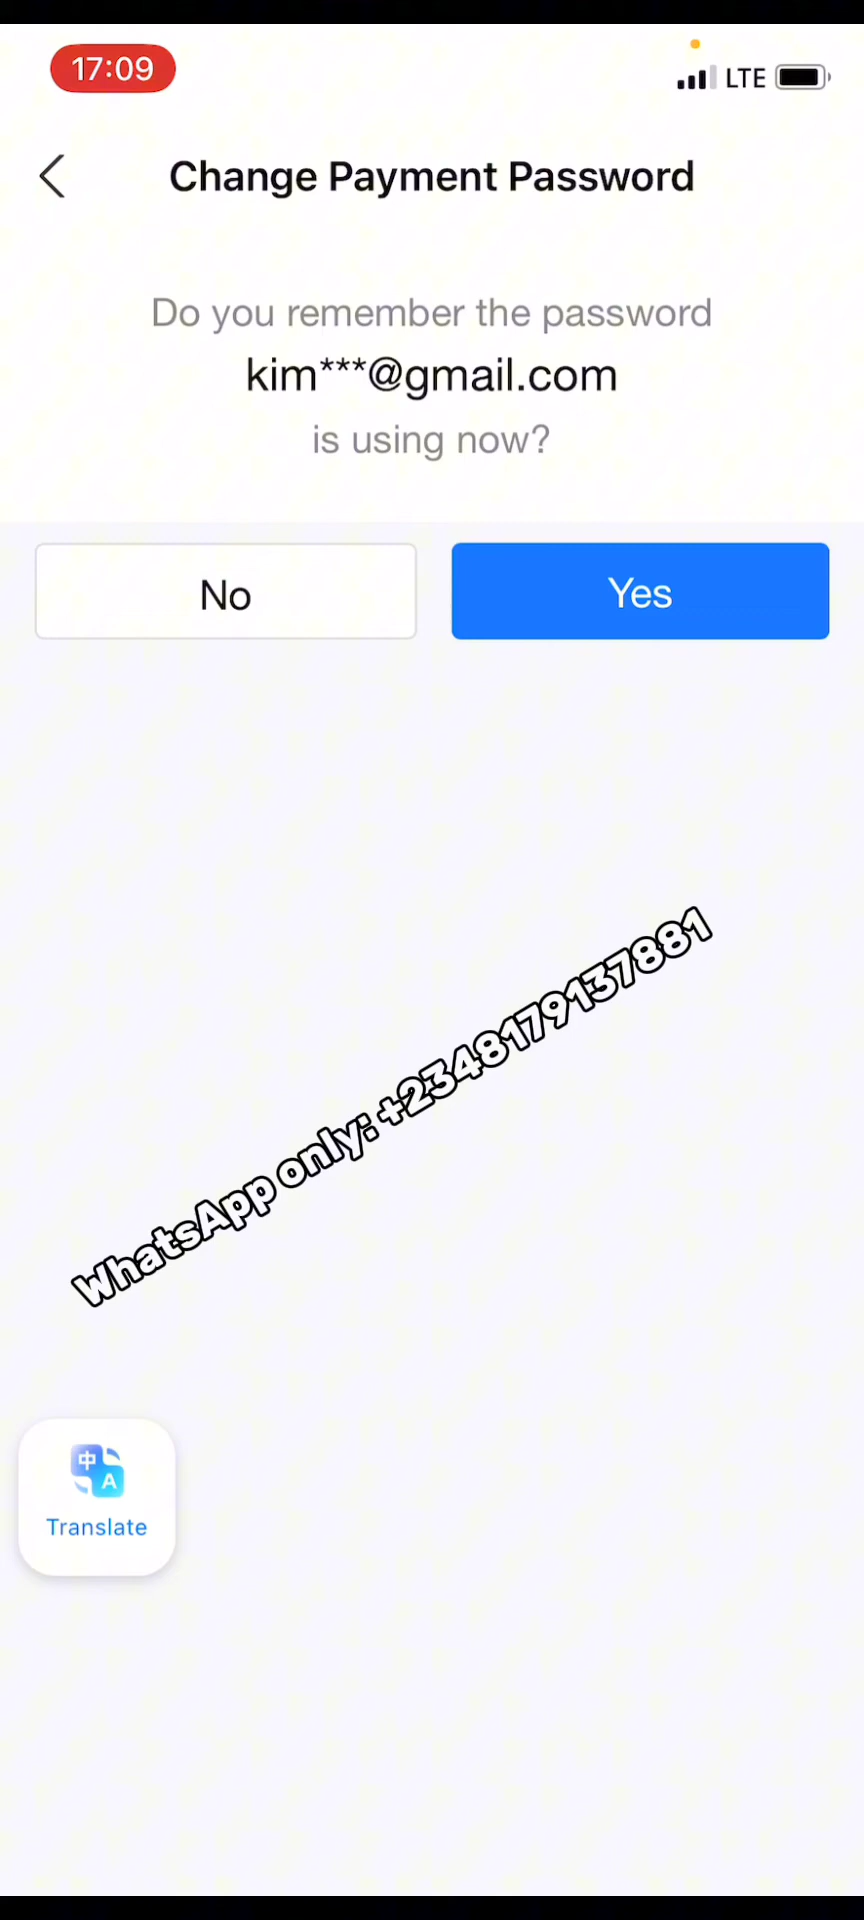 17:09
LTE
Change Payment Password
Do you remember the password
kim***@gmail.com
is using now?
No
Yes
WhatsApp only: +2348179137881
中
A
Translate